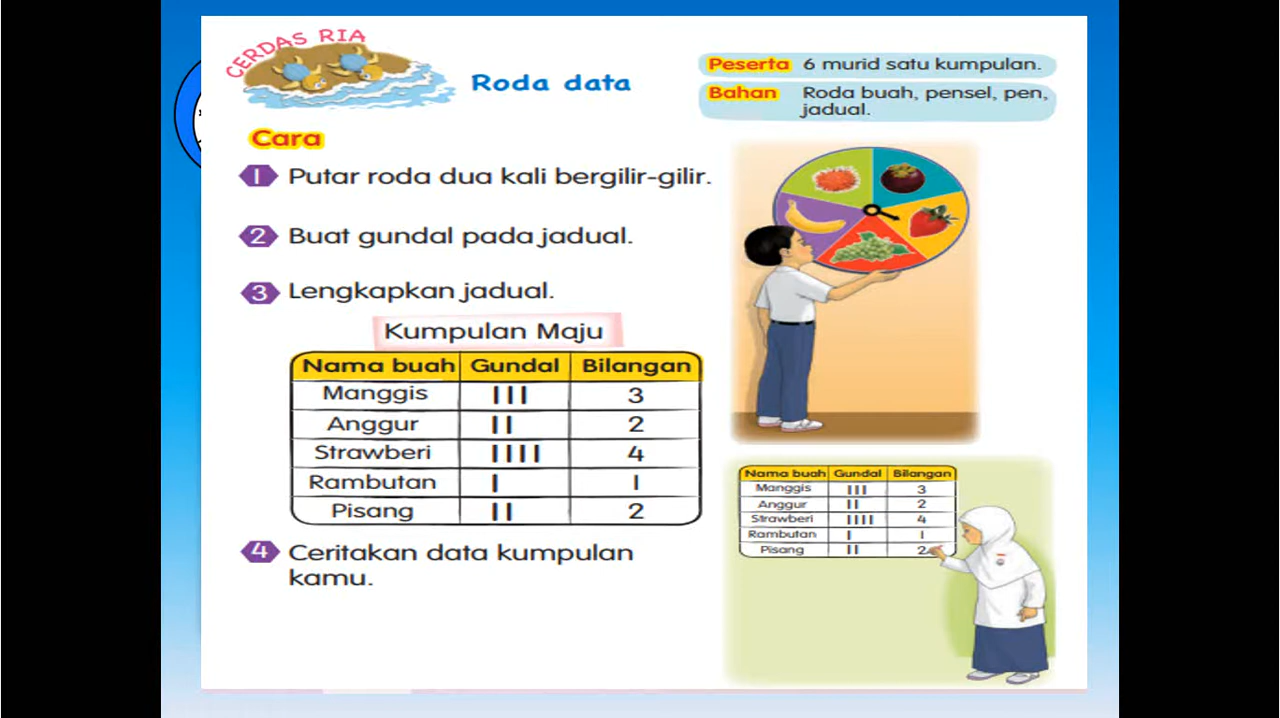 CERDAS RIA
Roda data
Peserta 6 murid satu kumpulan.
Bahan Roda buah, pensel, pen,
jadual.
Cara
1 Putar roda dua kali bergilir-gilir.
2 Buat gundal pada jadual.
3 Lengkapkan jadual.
Kumpulan Maju
Nama buah Gundal Bilangan
Manggis III 3
Anggur II 2
Strawberi IIII 4
Rambutan I 1
Pisang II 2
4 Ceritakan data kumpulan
kamu.
Nama buah Gundal Bilangan
Manggis III 3
Anggur II 2
Strawberi IIII 4
Rambutan I 1
Pisang II 2